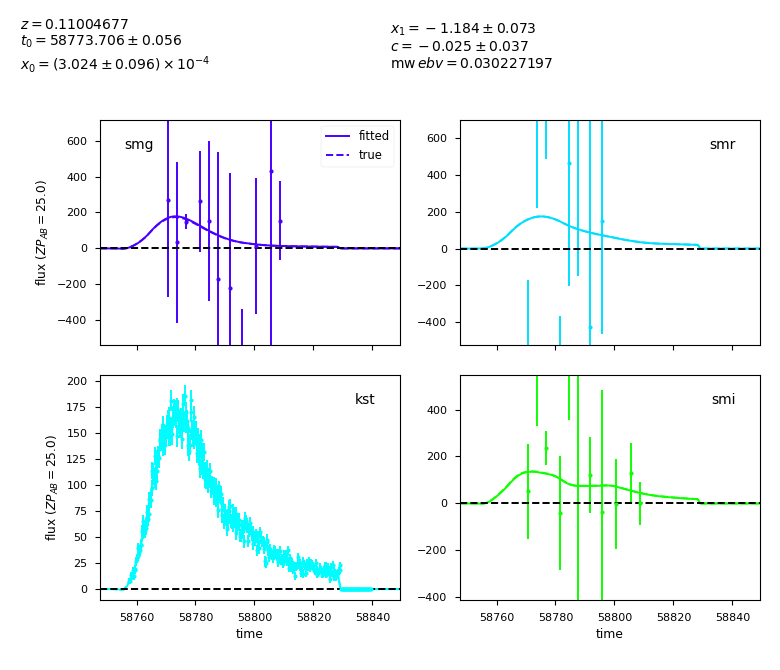 z = 0.11004677
t₀ = 58773.706 ± 0.056
x₀ = (3.024 ± 0.096) × 10⁻⁴
x₁ = −1.184 ± 0.073
c = −0.025 ± 0.037
mw ebv = 0.030227197
600
400
200
0
−200
−400
flux (ZP_AB = 25.0)
smg
fitted
true
600
400
200
0
−200
−400
smr
200
175
150
125
100
75
50
25
0
flux (ZP_AB = 25.0)
kst
58760 58780 58800 58820 58840
time
400
200
0
−200
−400
smi
58760 58780 58800 58820 58840
time